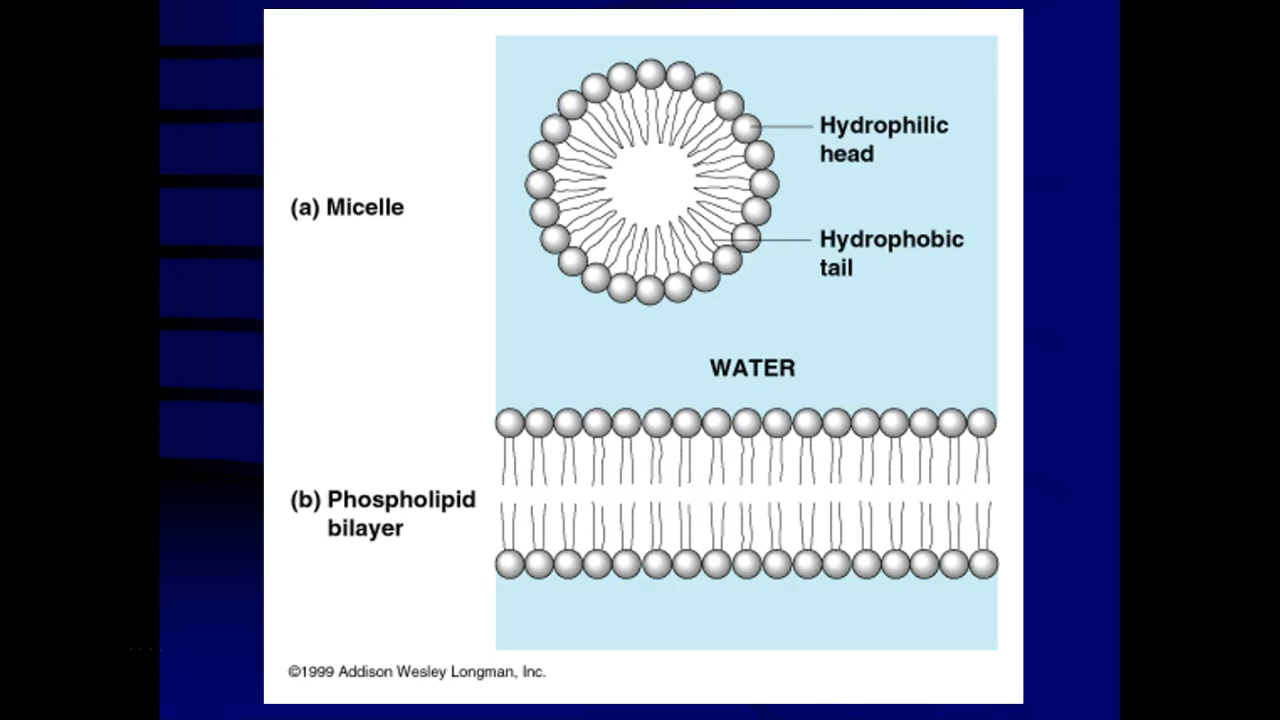 Hydrophilic
head
(a) Micelle
Hydrophobic
tail
WATER
(b) Phospholipid
bilayer
©1999 Addison Wesley Longman, Inc.